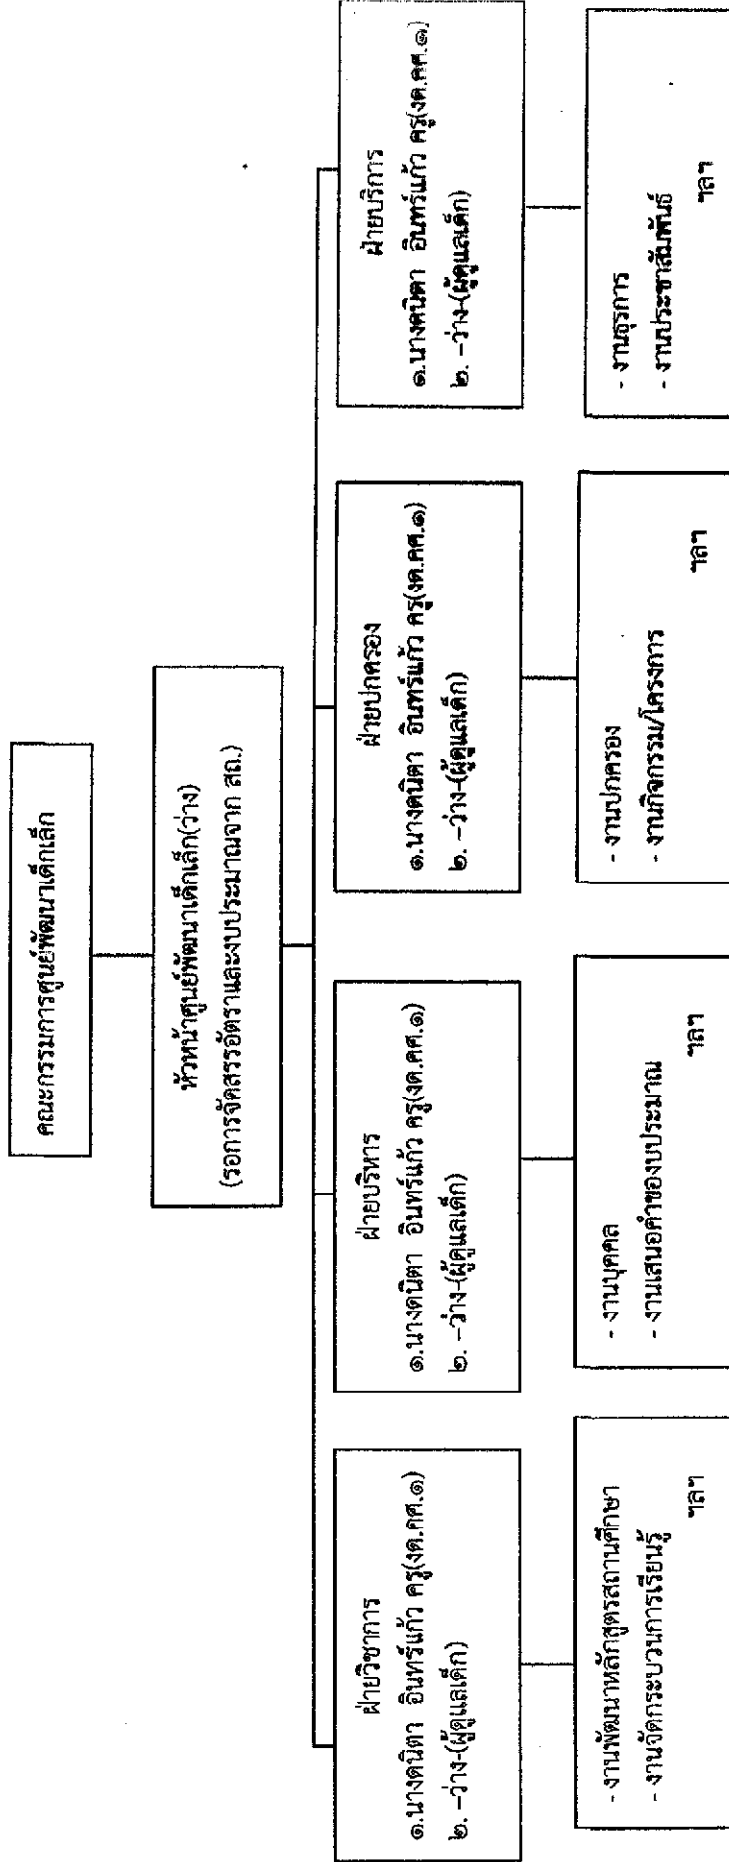 คณะกรรมการศูนย์พัฒนาเด็กเล็ก
หัวหน้าศูนย์พัฒนาเด็กเล็ก(ว่าง)
(รอการจัดสรรอัตราและงบประมาณจาก สถ.)
ฝ่ายวิชาการ
๑.นางดนิตา อินทร์แก้ว ครู(งด.คศ.๑)
๒. –ว่าง-(ผู้ดูแลเด็ก)
ฝ่ายบริหาร
๑.นางดนิตา อินทร์แก้ว ครู(งด.คศ.๑)
๒. –ว่าง-(ผู้ดูแลเด็ก)
ฝ่ายปกครอง
๑.นางดนิตา อินทร์แก้ว ครู(งด.คศ.๑)
๒. –ว่าง-(ผู้ดูแลเด็ก)
ฝ่ายบริการ
๑.นางดนิตา อินทร์แก้ว ครู(งด.คศ.๑)
๒. –ว่าง-(ผู้ดูแลเด็ก)
- งานพัฒนาหลักสูตรสถานศึกษา
- งานจัดกระบวนการเรียนรู้
ฯลฯ
- งานบุคคล
- งานเสนอคำของบประมาณ
ฯลฯ
- งานปกครอง
- งานกิจกรรม/โครงการ
ฯลฯ
- งานธุรการ
- งานประชาสัมพันธ์
ฯลฯ